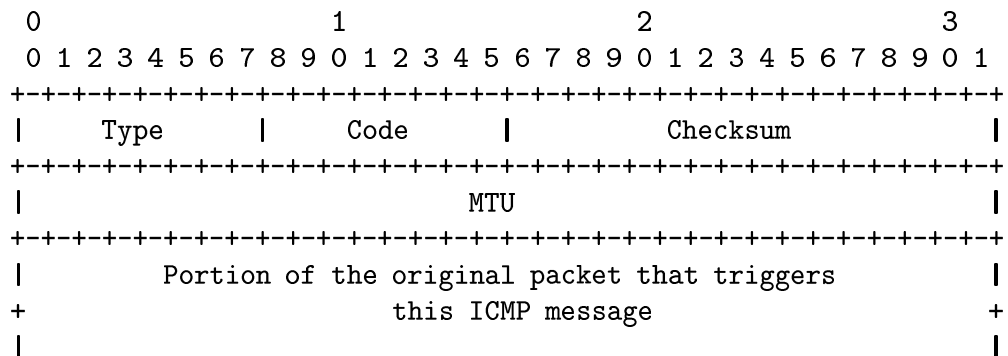 0                   1                   2                   3
 0 1 2 3 4 5 6 7 8 9 0 1 2 3 4 5 6 7 8 9 0 1 2 3 4 5 6 7 8 9 0 1
+-+-+-+-+-+-+-+-+-+-+-+-+-+-+-+-+-+-+-+-+-+-+-+-+-+-+-+-+-+-+-+-+
|     Type      |     Code      |          Checksum             |
+-+-+-+-+-+-+-+-+-+-+-+-+-+-+-+-+-+-+-+-+-+-+-+-+-+-+-+-+-+-+-+-+
|                             MTU                               |
+-+-+-+-+-+-+-+-+-+-+-+-+-+-+-+-+-+-+-+-+-+-+-+-+-+-+-+-+-+-+-+-+
|         Portion of the original packet that triggers          |
+                        this ICMP message                      +
|                                                               |